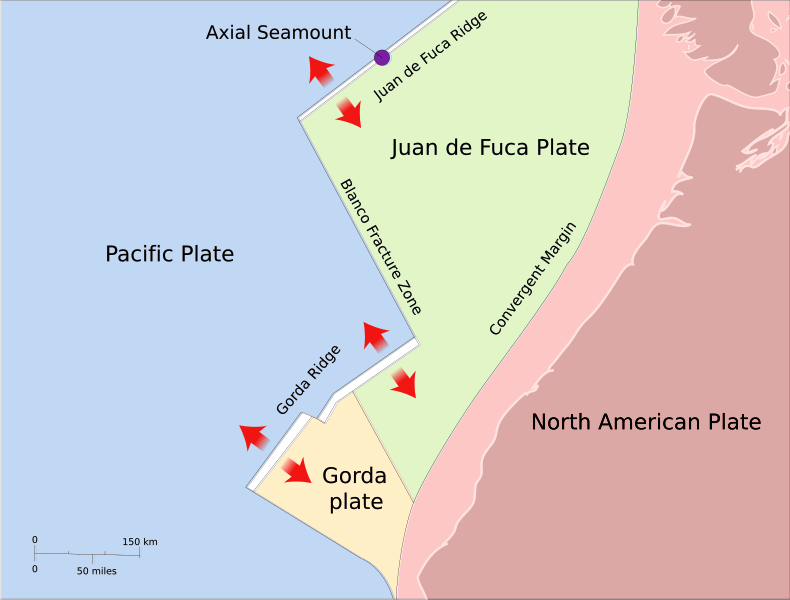 Axial Seamount
Juan de Fuca Ridge
Juan de Fuca Plate
Blanco Fracture Zone
Pacific Plate
Convergent Margin
Gorda Ridge
North American Plate
Gorda
plate
0
150 km
0
50 miles